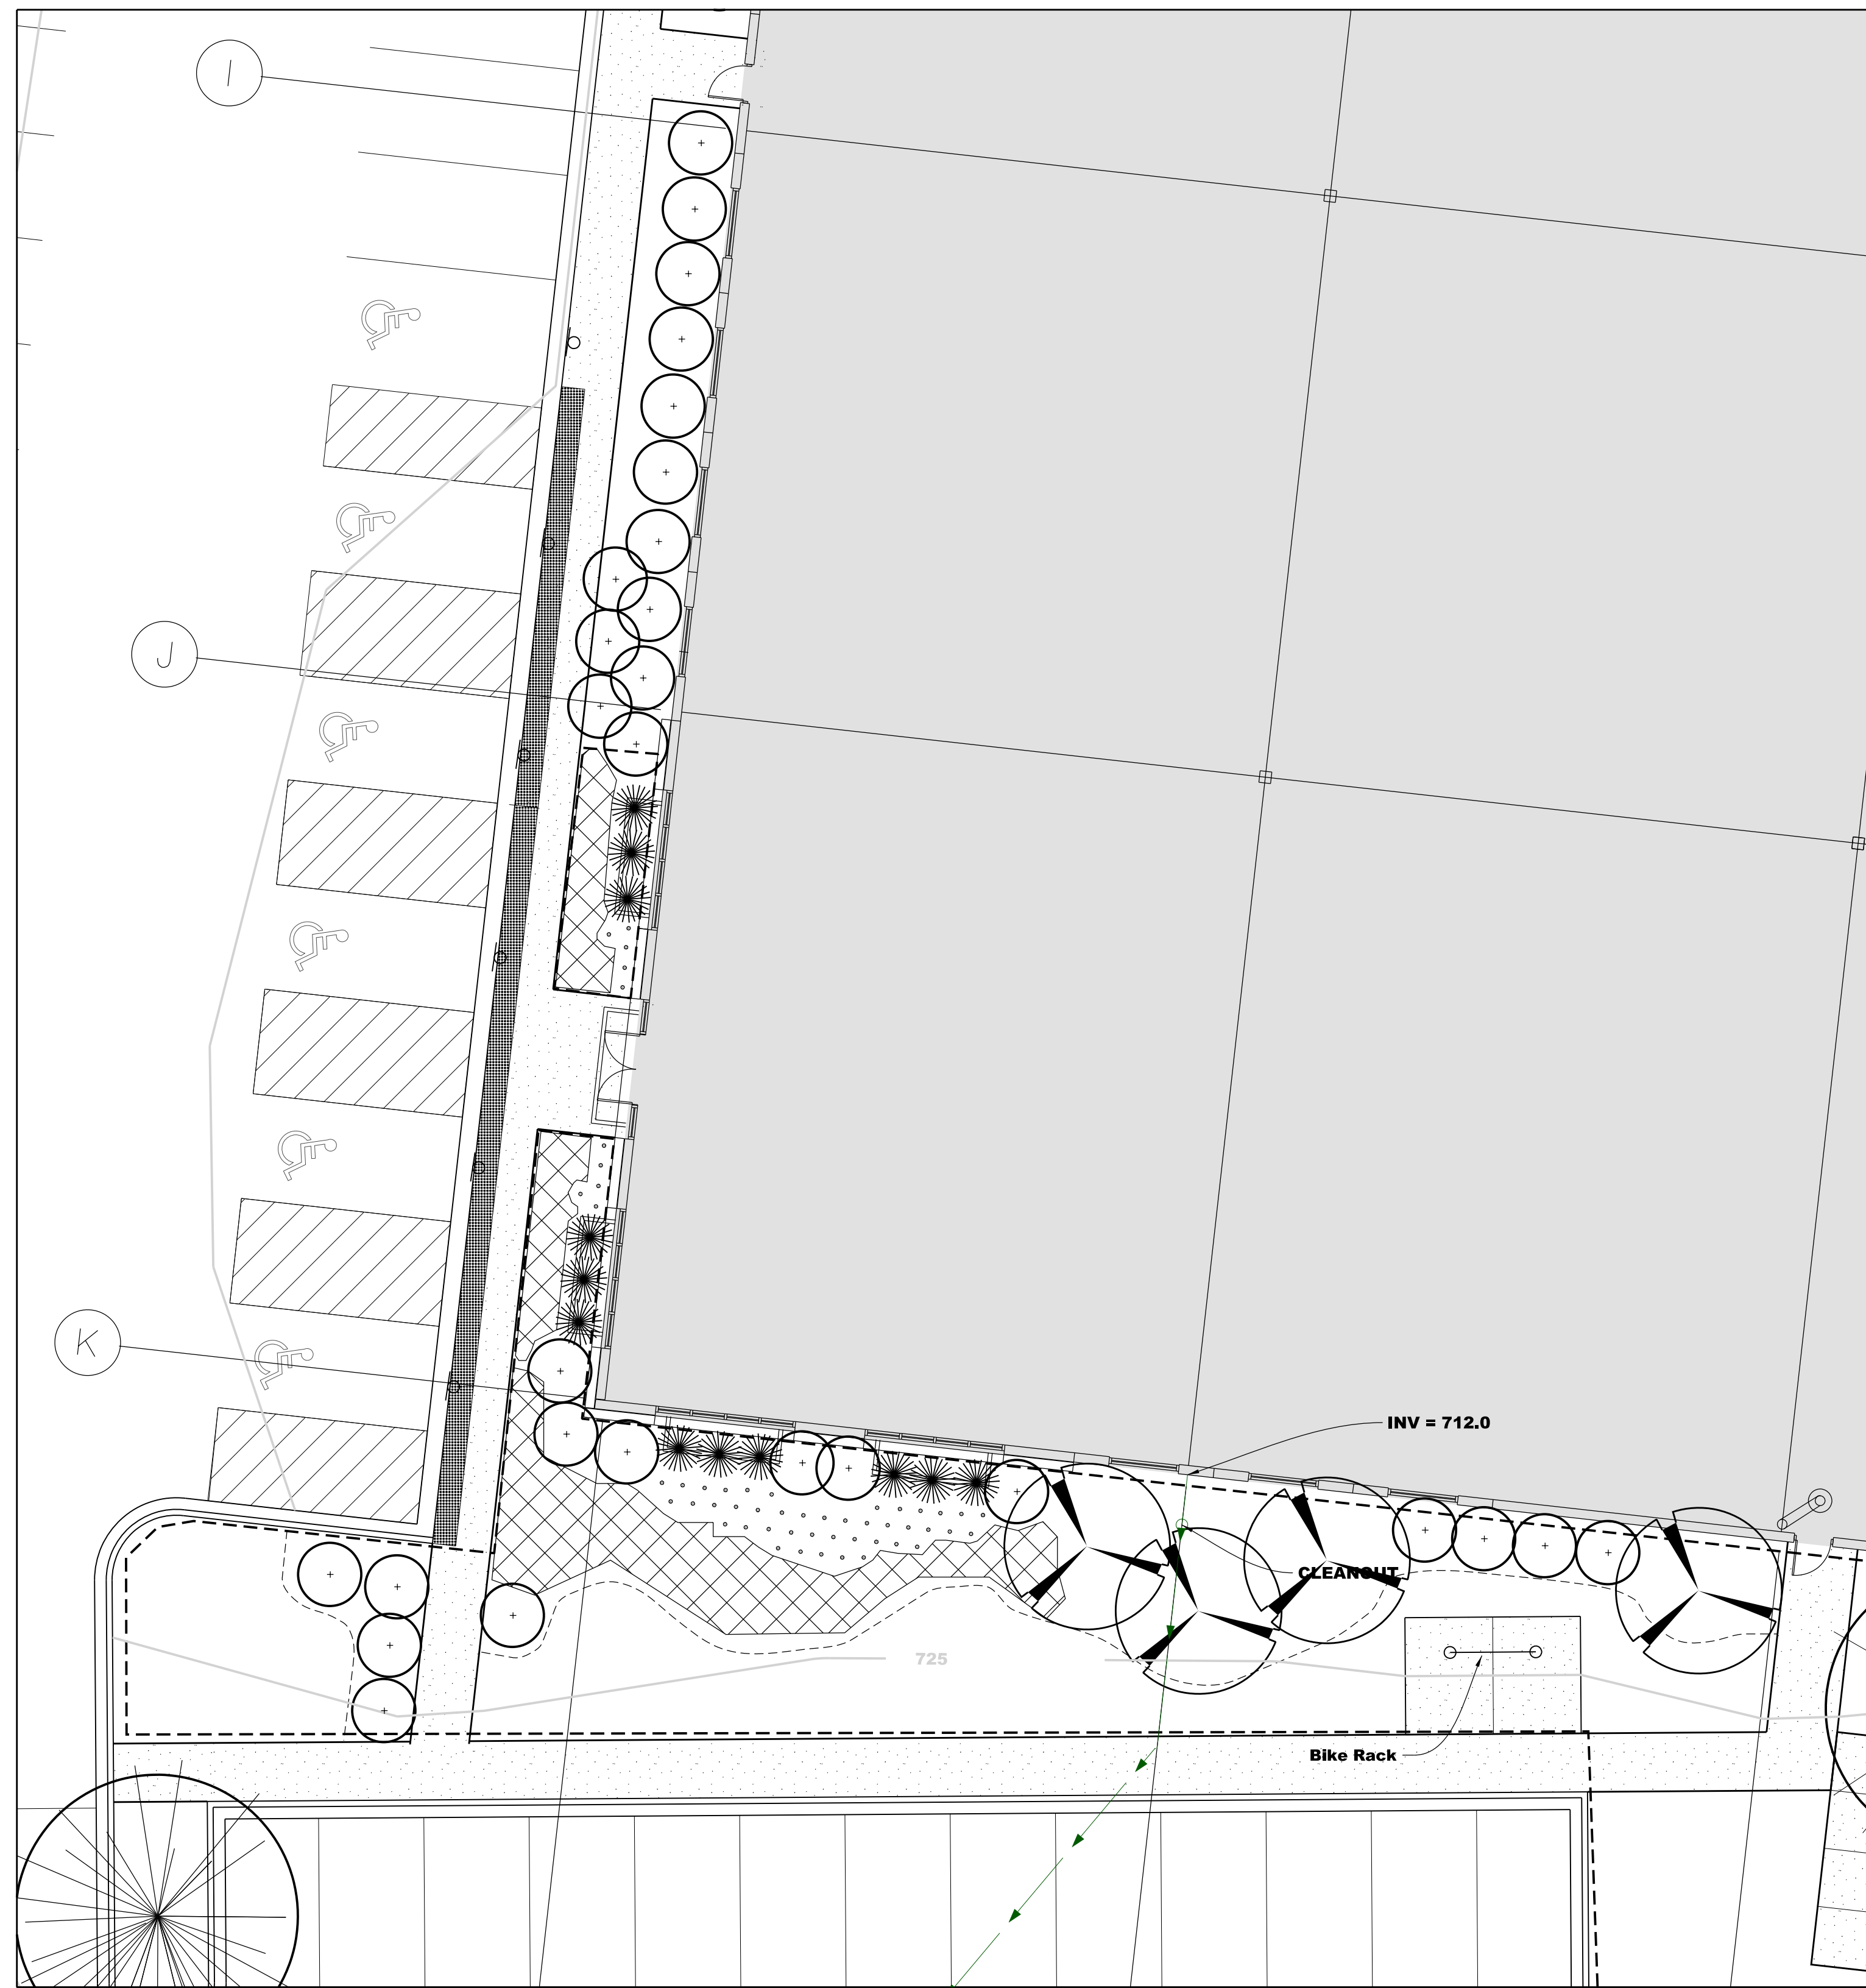 I
J
K
INV = 712.0
CLEANOUT
725
Bike Rack